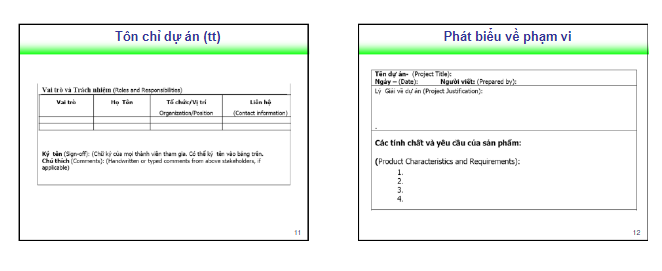 Tôn chỉ dự án (tt)
Vai trò và Trách nhiệm (Roles and Responsibilities)
Vai trò Họ Tên Tổ chức/Vị trí Liên hệ
Organization/Position (Contact information)
Ký tên (Sign-off): (Chữ ký của mọi thành viên tham gia. Có thể ký tên vào bảng trên.
Chú thích (Comments): (Handwritten or typed comments from above stakeholders, if
applicable)
11
Phát biểu về phạm vi
Tên dự án- (Project Title):
Ngày – (Date): Người viết: (Prepared by):
Lý Giải về dự án (Project Justification):
.
Các tính chất và yêu cầu của sản phẩm:
(Product Characteristics and Requirements):
1.
2.
3.
4.
12